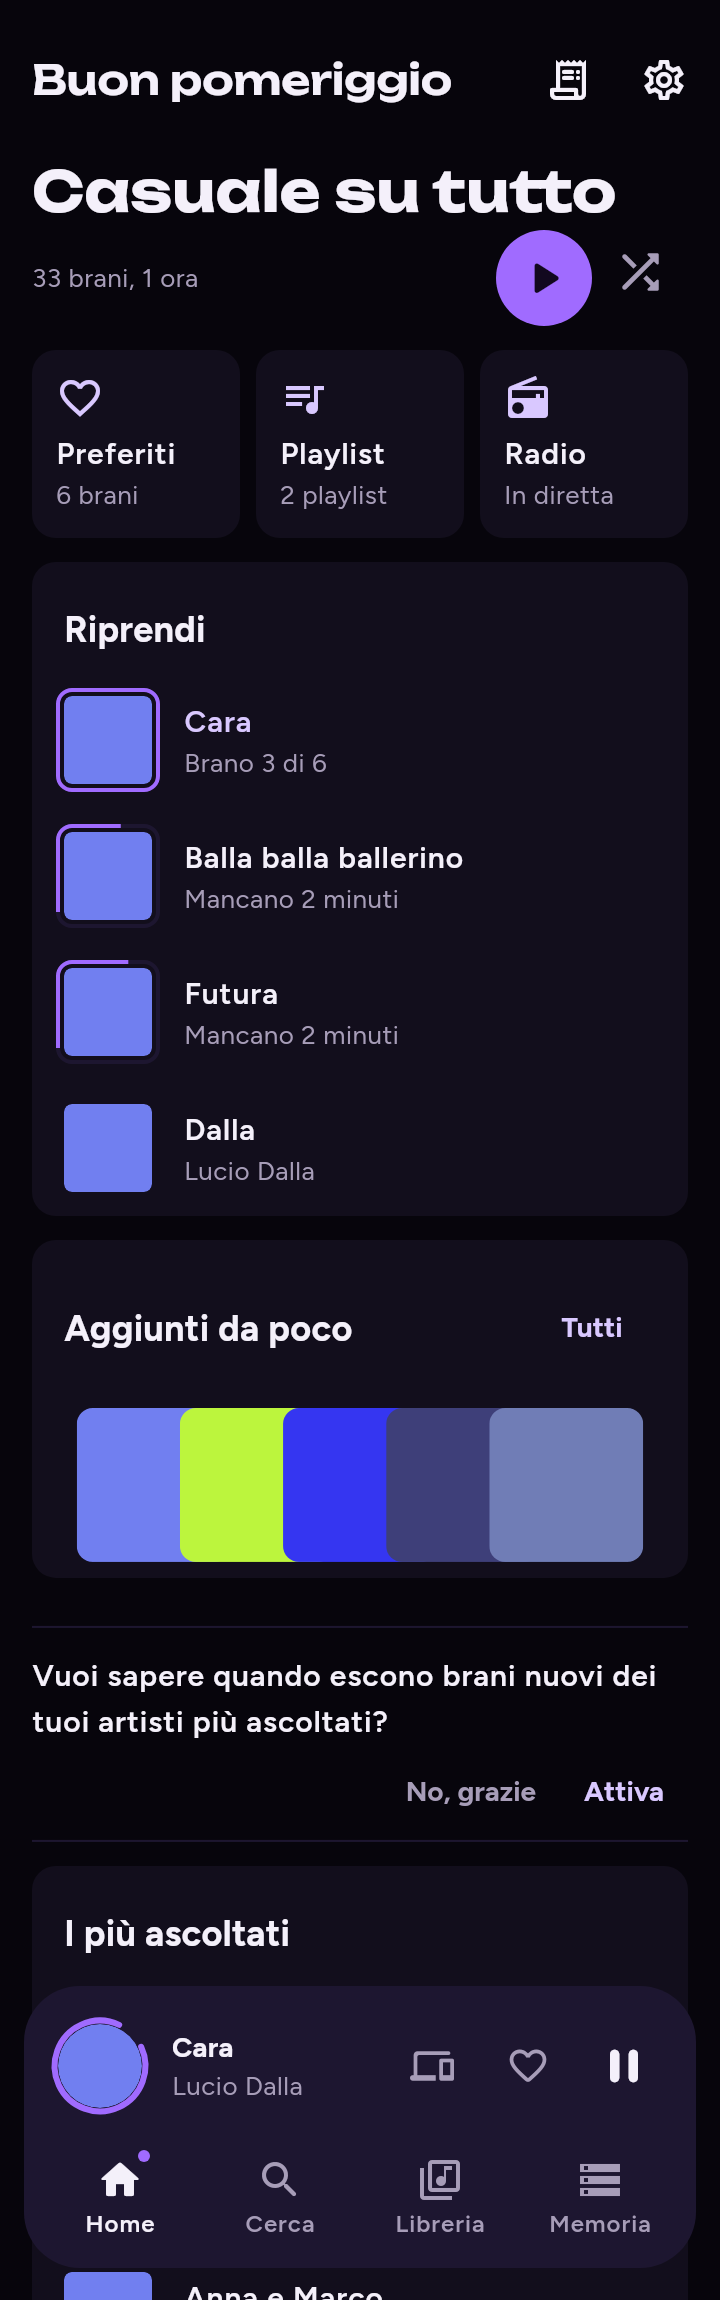 Buon pomeriggio
Casuale su tutto
33 brani, 1 ora
Preferiti
6 brani
Playlist
2 playlist
Radio
In diretta
Riprendi
Cara
Brano 3 di 6
Balla balla ballerino
Mancano 2 minuti
Futura
Mancano 2 minuti
Dalla
Lucio Dalla
Aggiunti da poco
Tutti
Vuoi sapere quando escono brani nuovi dei
tuoi artisti più ascoltati?
No, grazie
Attiva
I più ascoltati
Cara
Lucio Dalla
Home
Cerca
Libreria
Memoria
Anna e Marco